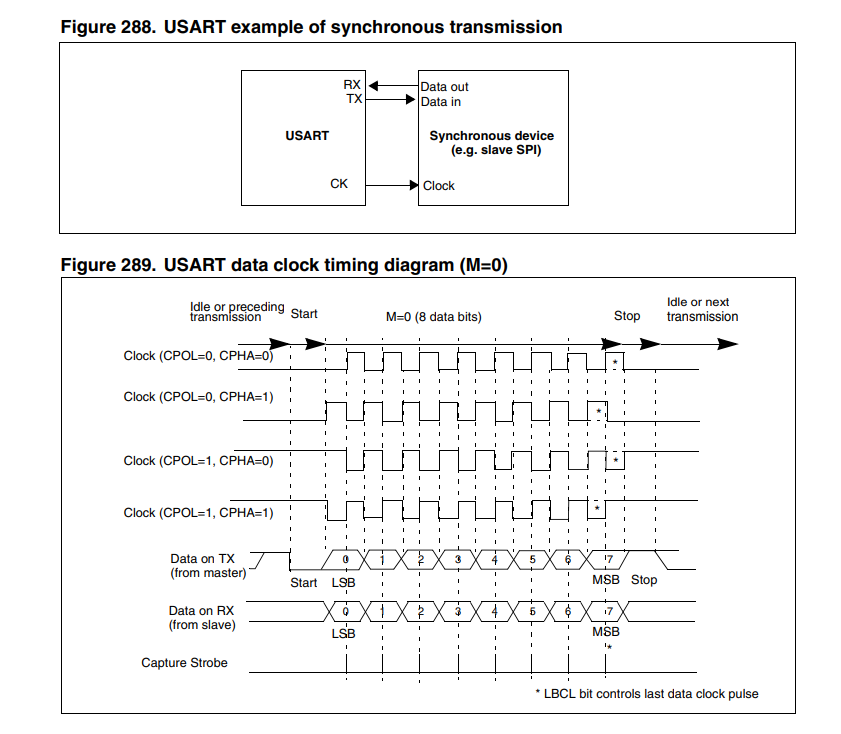 Figure 288. USART example of synchronous transmission
RX
Data out
TX
Data in
USART
Synchronous device
(e.g. slave SPI)
CK
Clock
Figure 289. USART data clock timing diagram (M=0)
Idle or preceding
transmission
Start
M=0 (8 data bits)
Stop
Idle or next
transmission
Clock (CPOL=0, CPHA=0)
*
Clock (CPOL=0, CPHA=1)
*
Clock (CPOL=1, CPHA=0)
*
Clock (CPOL=1, CPHA=1)
*
Data on TX
(from master)
0 1 2 3 4 5 6 7
Start
LSB
MSB
Stop
Data on RX
(from slave)
0 1 2 3 4 5 6 7
LSB
MSB
*
Capture Strobe
* LBCL bit controls last data clock pulse